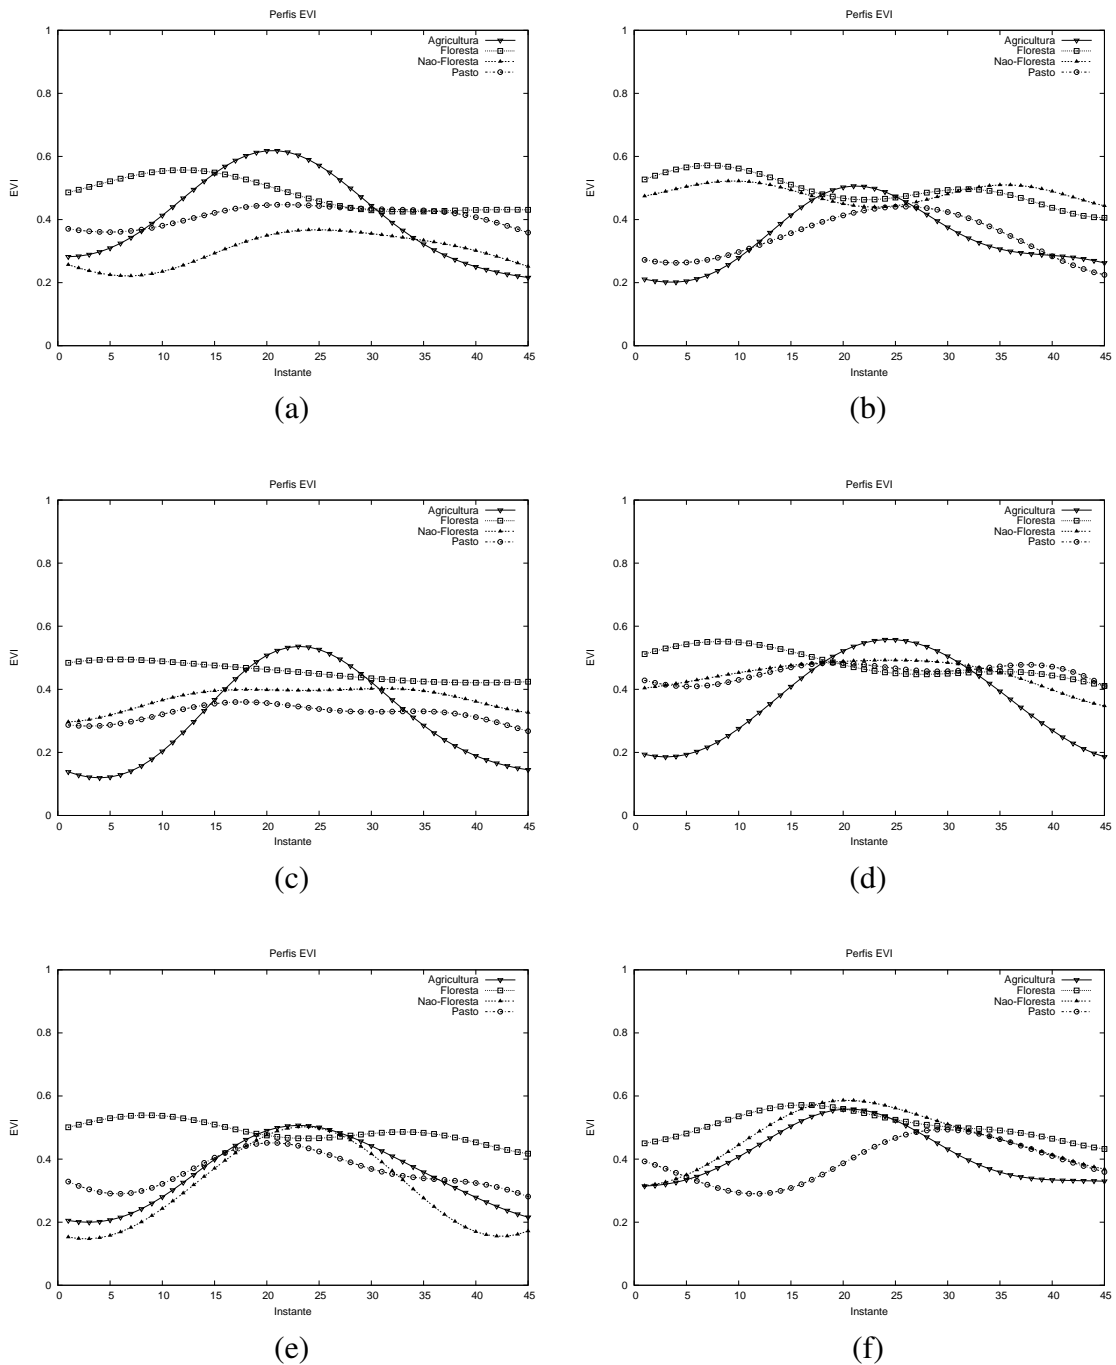 Perfis EVI
1
0.8
0.6
0.4
0.2
0
EVI
Agricultura
Floresta
Nao-Floresta
Pasto
0 5 10 15 20 25 30 35 40 45
Instante
(a)
Perfis EVI
1
0.8
0.6
0.4
0.2
0
EVI
Agricultura
Floresta
Nao-Floresta
Pasto
0 5 10 15 20 25 30 35 40 45
Instante
(b)
Perfis EVI
1
0.8
0.6
0.4
0.2
0
EVI
Agricultura
Floresta
Nao-Floresta
Pasto
0 5 10 15 20 25 30 35 40 45
Instante
(c)
Perfis EVI
1
0.8
0.6
0.4
0.2
0
EVI
Agricultura
Floresta
Nao-Floresta
Pasto
0 5 10 15 20 25 30 35 40 45
Instante
(d)
Perfis EVI
1
0.8
0.6
0.4
0.2
0
EVI
Agricultura
Floresta
Nao-Floresta
Pasto
0 5 10 15 20 25 30 35 40 45
Instante
(e)
Perfis EVI
1
0.8
0.6
0.4
0.2
0
EVI
Agricultura
Floresta
Nao-Floresta
Pasto
0 5 10 15 20 25 30 35 40 45
Instante
(f)